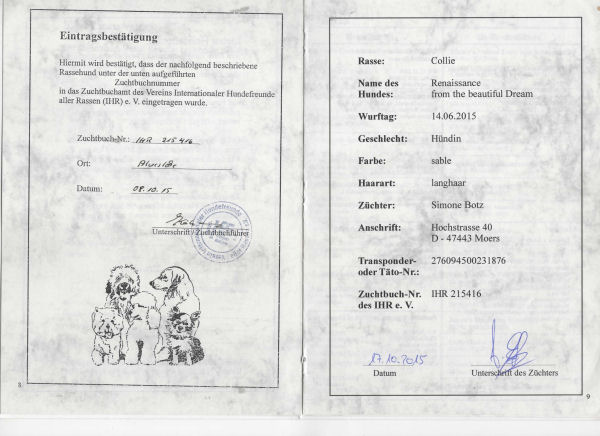 Eintragsbestätigung
Hiermit wird bestätigt, dass der nachfolgend beschriebene
Rassehund unter der unten aufgeführten
Zuchtbuchnummer
in das Zuchtbuchamt des Vereins Internationaler Hundefreunde
aller Rassen (IHR) e. V. eingetragen wurde.
Zuchtbuch-Nr.: IHR 215416
Ort:
Datum: 08.10.15
Unterschrift / Zuchtbuchführer
8
Rasse: Collie
Name des Renaissance
Hundes: from the beautiful Dream
Wurftag: 14.06.2015
Geschlecht: Hündin
Farbe: sable
Haarart: langhaar
Züchter: Simone Botz
Anschrift: Hochstrasse 40
D - 47443 Moers
Transponder- 276094500231876
oder Täto-Nr.:
Zuchtbuch-Nr. IHR 215416
des IHR e. V.
17.10.2015
Datum Unterschrift des Züchters
9